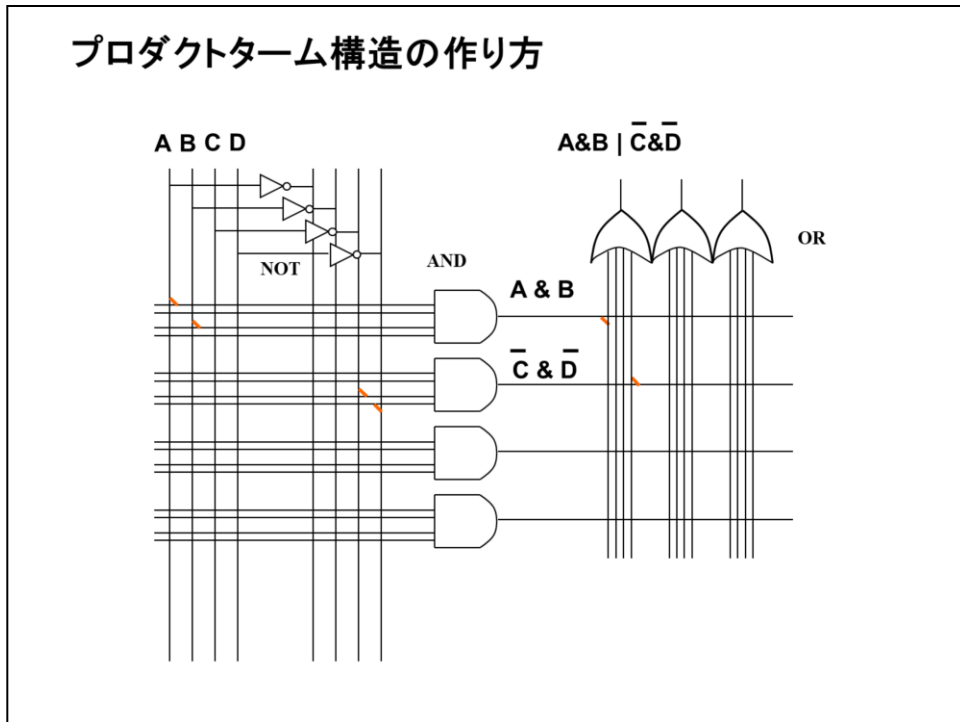 プロダクトターム構造の作り方
A B C D
A&B | C̅&D̅
NOT
AND
OR
A & B
C̅ & D̅